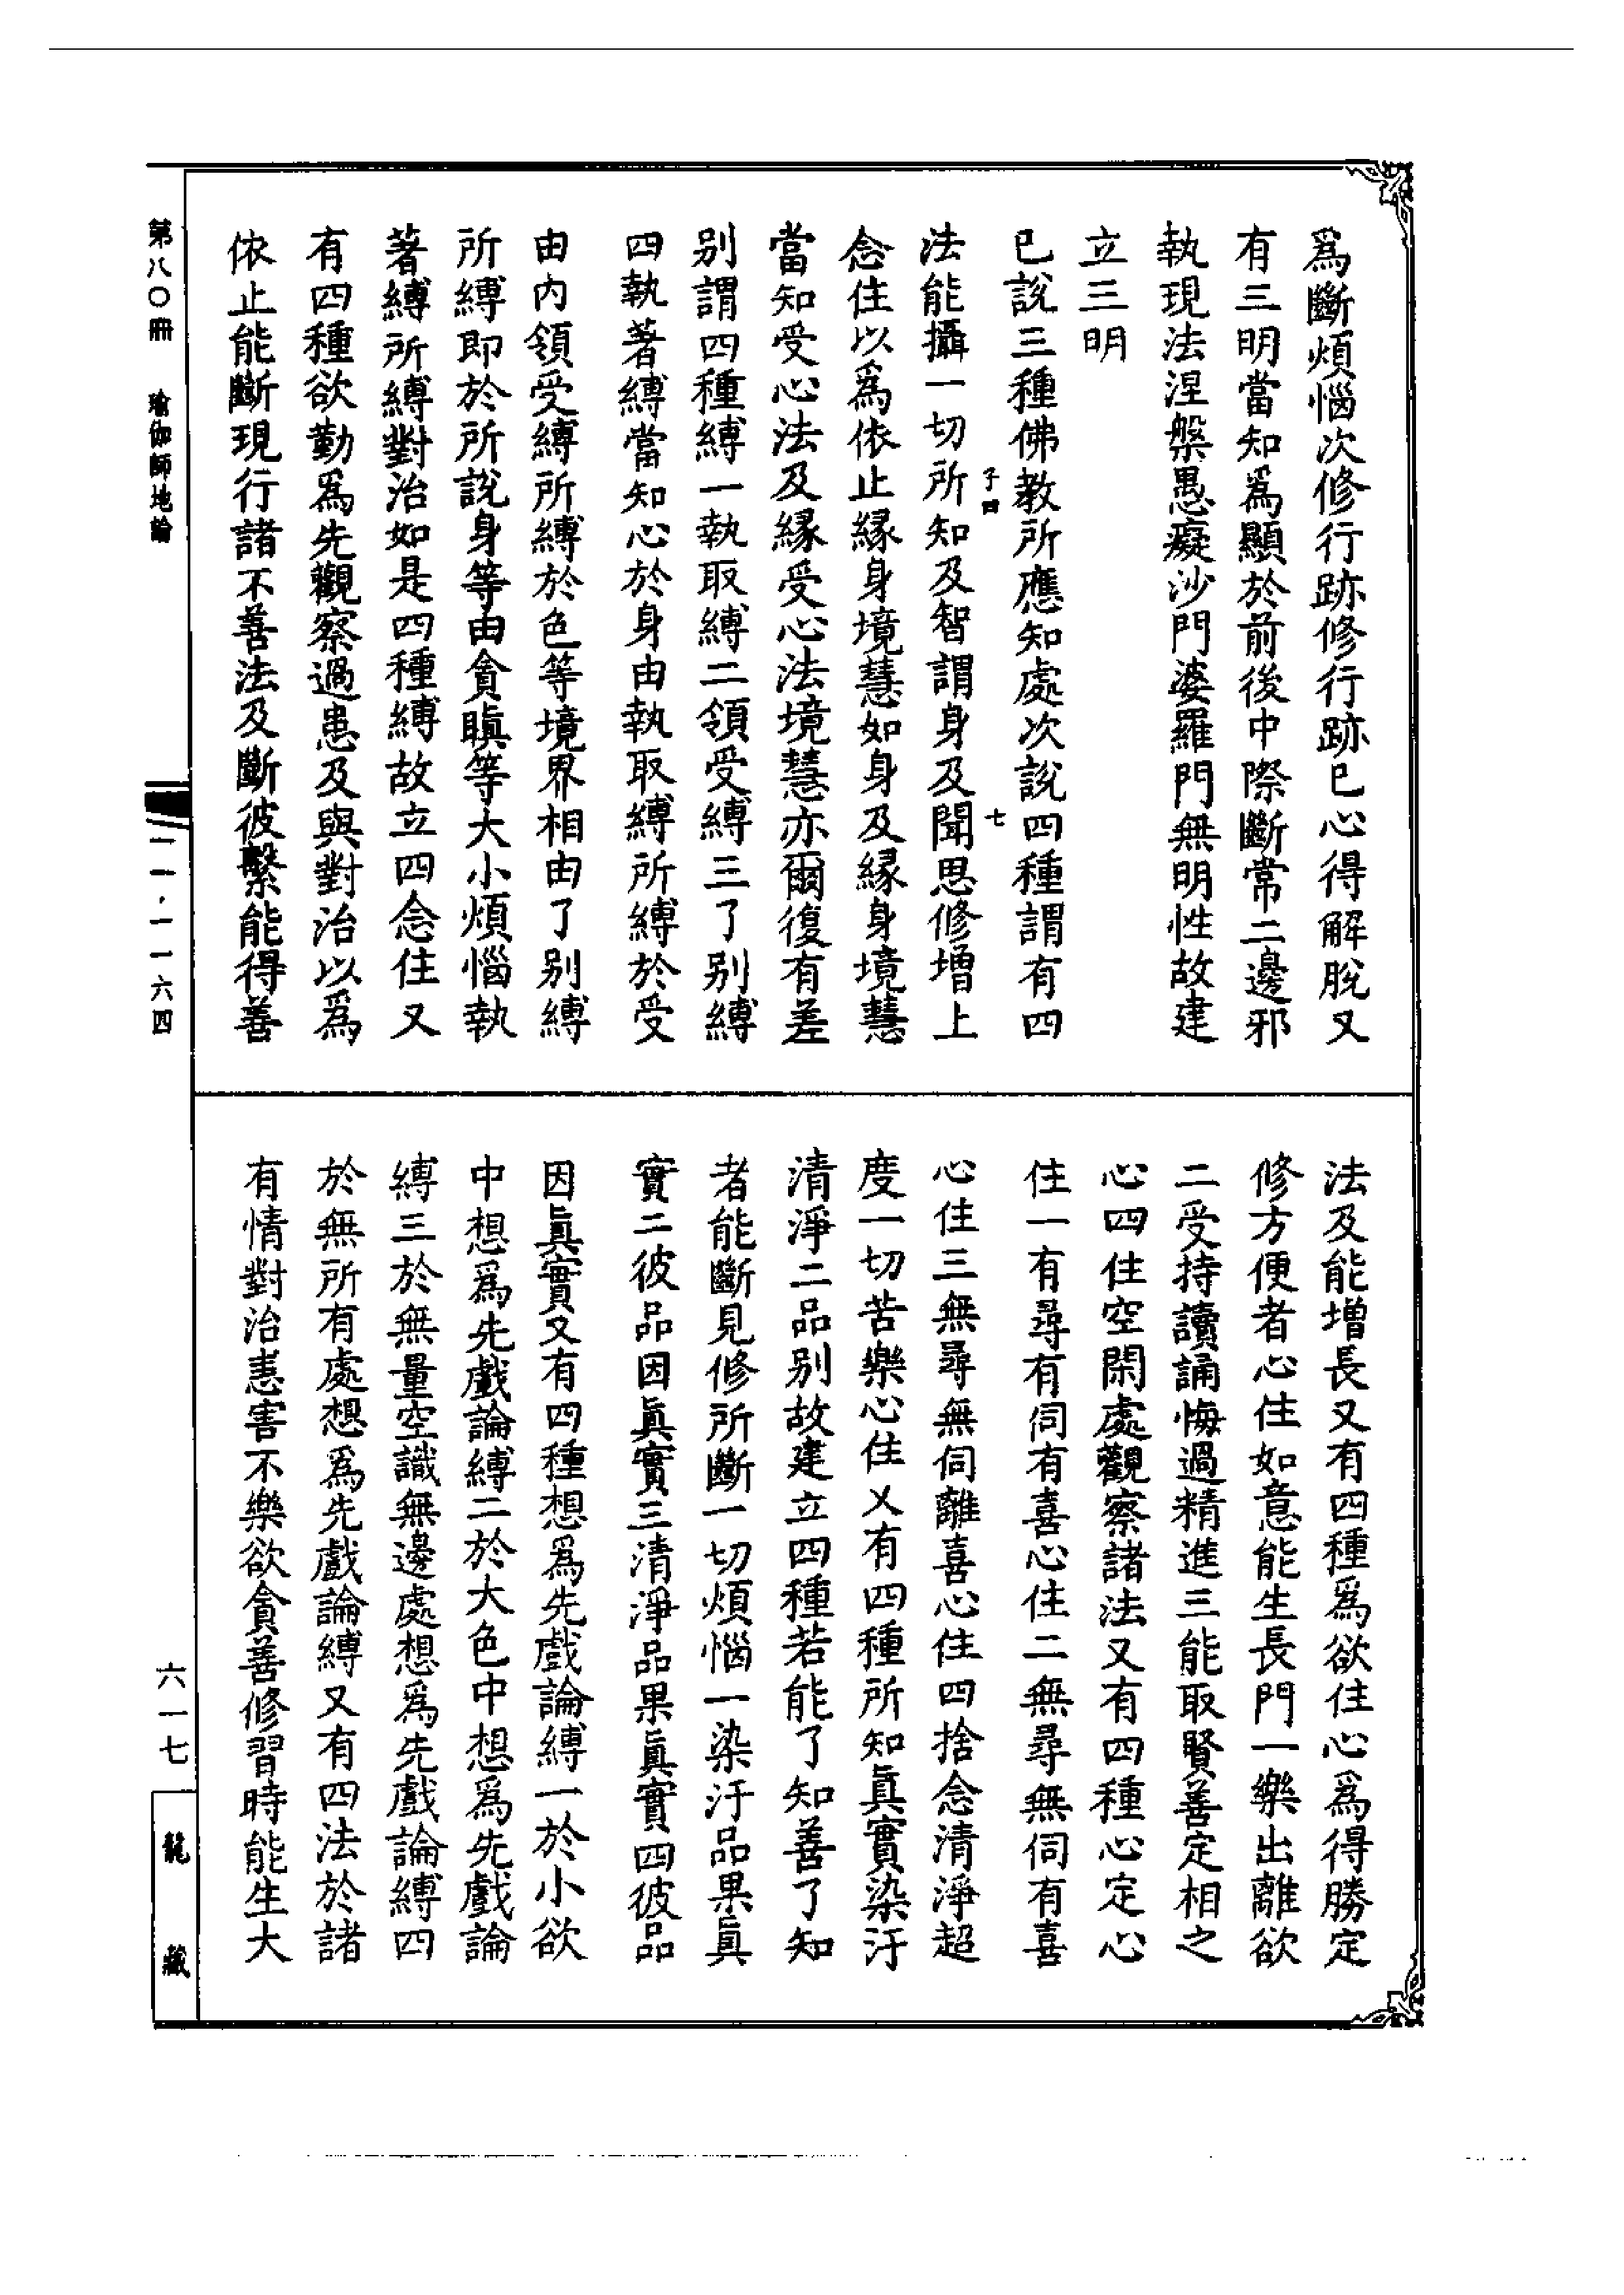 爲斷煩惱次修行跡修行跡已心得解脫又
有三明當知爲顯於前後中際斷常二邊邪
執現法涅槃愚癡沙門婆羅門無明性故建
立三明
已說三種佛教所應知處次說四種謂有四
法能攝一切所知及智謂身及聞思修增上
念住以爲依止緣身境慧如身及緣身境慧
當知受心法及緣受心法境慧亦爾復有差
別謂四種縛一執取縛二領受縛三了別縛
四執著縛當知心於身由執取縛所縛於受
由内領受縛所縛於色等境界相由了別縛
所縛即於所說身等由貪瞋等大小煩惱執
著縛所縛對治如是四種縛故立四念住又
有四種欲勤爲先觀察過患及與對治以爲
依止能斷現行諸不善法及斷彼繫能得善
法及能增長又有四種爲欲住心爲得勝定
修方便者心住如意能生長門一樂出離欲
二受持讀誦悔過精進三能取賢善定相之
心四住空閑處觀察諸法又有四種心定心
住一有尋有伺有喜心住二無尋無伺有喜
心住三無尋無伺離喜心住四捨念清淨超
度一切苦樂心住乂有四種所知眞實染汙
清淨二品別故建立四種若能了知善了知
者能斷見修所斷一切煩惱一染汙品果眞
實二彼品因眞實三清淨品果眞實四彼品
因眞實又有四種想爲先戲論縛一於小欲
中想爲先戲論縛二於大色中想爲先戲論
縛三於無量空識無邊處想爲先戲論縛四
於無所有處想爲先戲論縛又有四法於諸
有情對治恚害不樂欲貪善修習時能生大
第八〇冊 瑜伽師地論
一一一·一一六四
六一七
龍藏